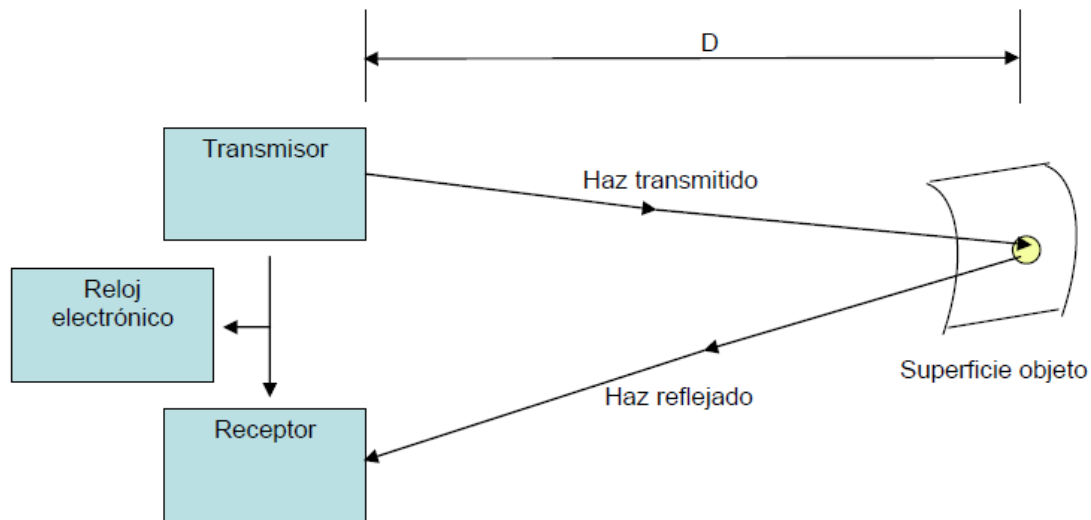 D
Transmisor
Haz transmitido
Reloj
electrónico
Superficie objeto
Haz reflejado
Receptor